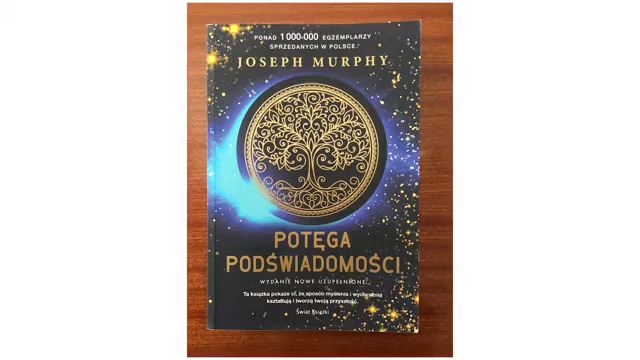 PONAD 1 000 000 EGZEMPLARZY
SPRZEDANYCH W POLSCE
JOSEPH MURPHY
POTĘGA
PODŚWIADOMOŚCI
WYDANIE NOWE UZUPEŁNIONE
Ta książka pokaże ci, że sposób myślenia i wyobraźnia
kształtują i tworzą twoją przyszłość.
Świat Książki